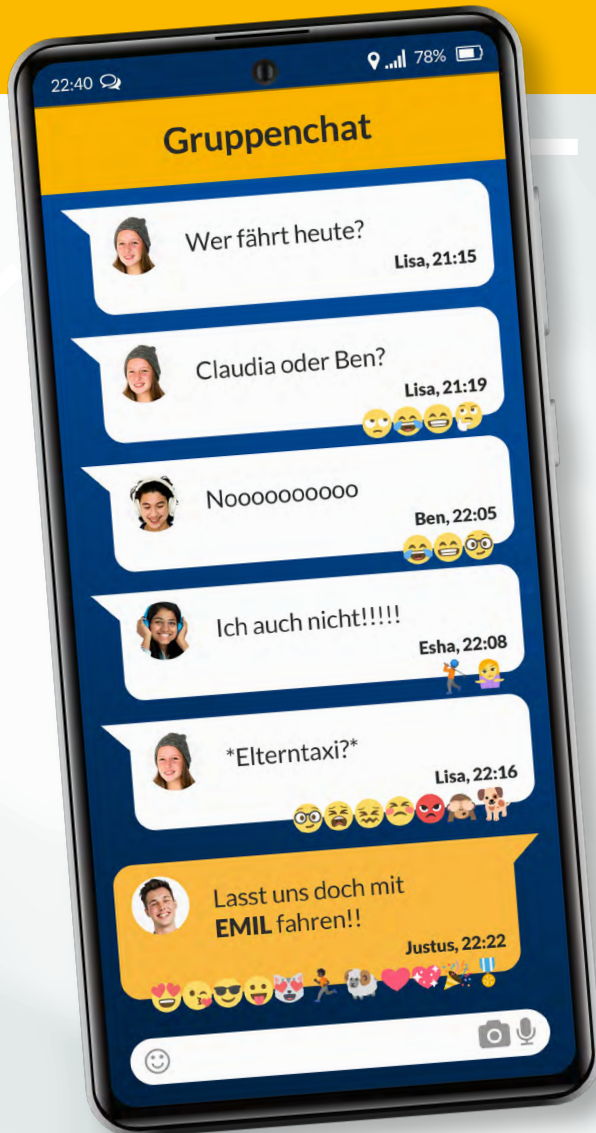 22:40
78%
Gruppenchat
Wer fährt heute?
Lisa, 21:15
Claudia oder Ben?
Lisa, 21:19
Noooooooooo
Ben, 22:05
Ich auch nicht!!!!!
Esha, 22:08
*Elterntaxi?*
Lisa, 22:16
Lasst uns doch mit
EMIL fahren!!
Justus, 22:22